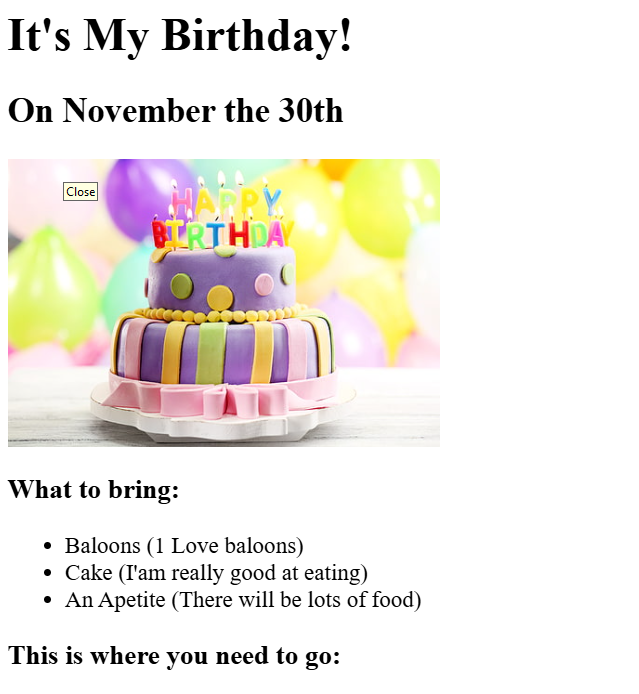 It's My Birthday!
On November the 30th
Close
HAPPY
BIRTHDAY
What to bring:
Baloons (1 Love baloons)
Cake (I'am really good at eating)
An Apetite (There will be lots of food)
This is where you need to go: